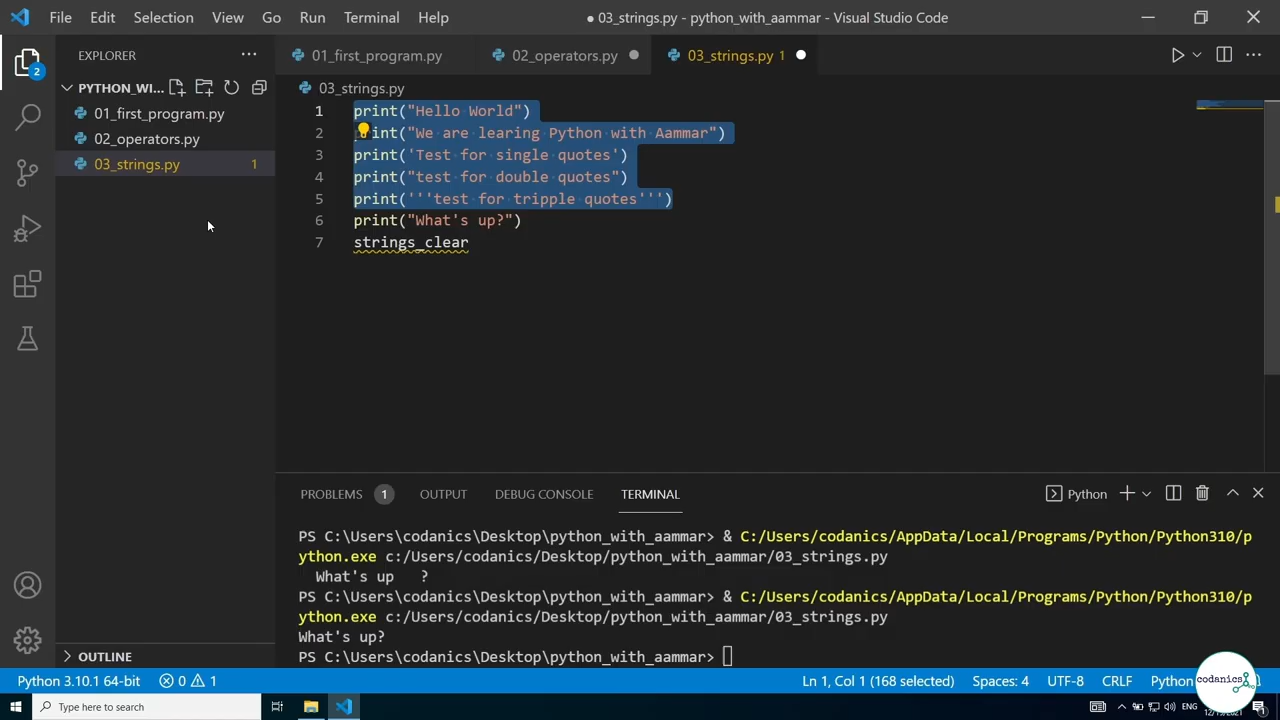 File Edit Selection View Go Run Terminal Help ● 03_strings.py - python_with_aammar - Visual Studio Code
EXPLORER
01_first_program.py 02_operators.py 03_strings.py 1
2
PYTHON_WI...
03_strings.py
01_first_program.py
02_operators.py
03_strings.py 1
1 print("Hello World")
2 int("We are learing Python with Aammar")
3 print('Test for single quotes')
4 print("test for double quotes")
5 print('''test for tripple quotes''')
6 print("What's up?")
7 strings_clear
PROBLEMS 1 OUTPUT DEBUG CONSOLE TERMINAL Python
PS C:\Users\codanics\Desktop\python_with_aammar> & C:/Users/codanics/AppData/Local/Programs/Python/Python310/p
ython.exe c:/Users/codanics/Desktop/python_with_aammar/03_strings.py
What's up ?
PS C:\Users\codanics\Desktop\python_with_aammar> & C:/Users/codanics/AppData/Local/Programs/Python/Python310/p
ython.exe c:/Users/codanics/Desktop/python_with_aammar/03_strings.py
What's up?
PS C:\Users\codanics\Desktop\python_with_aammar>
OUTLINE
Python 3.10.1 64-bit 0 1 Ln 1, Col 1 (168 selected) Spaces: 4 UTF-8 CRLF Python
codanics
Type here to search ENG